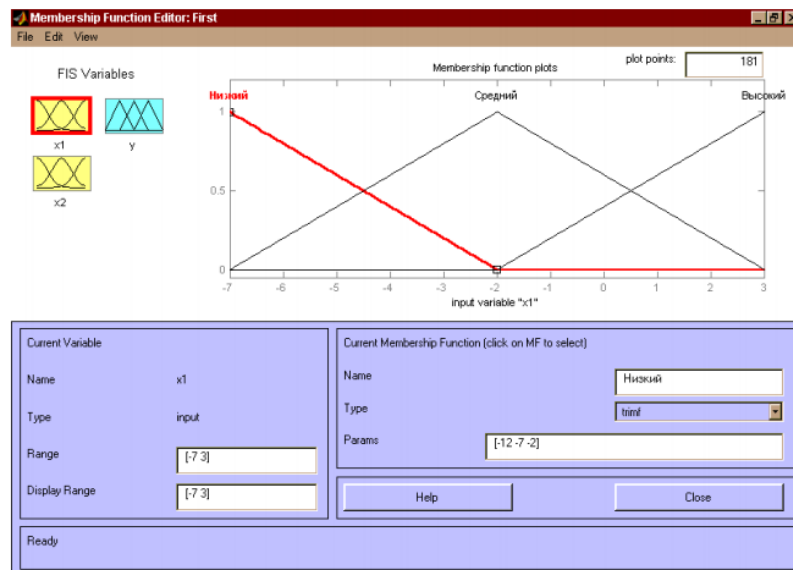 Membership Function Editor: First
File Edit View
FIS Variables
x1
y
x2
Membership function plots
plot points:
181
Низкий
Средний
Высокий
1
0.5
0
-7 -6 -5 -4 -3 -2 -1 0 1 2 3
input variable "x1"
Current Variable
Name x1
Type input
Range [-7 3]
Display Range [-7 3]
Current Membership Function (click on MF to select)
Name Низкий
Type trimf
Params [-12 -7 -2]
Help Close
Ready